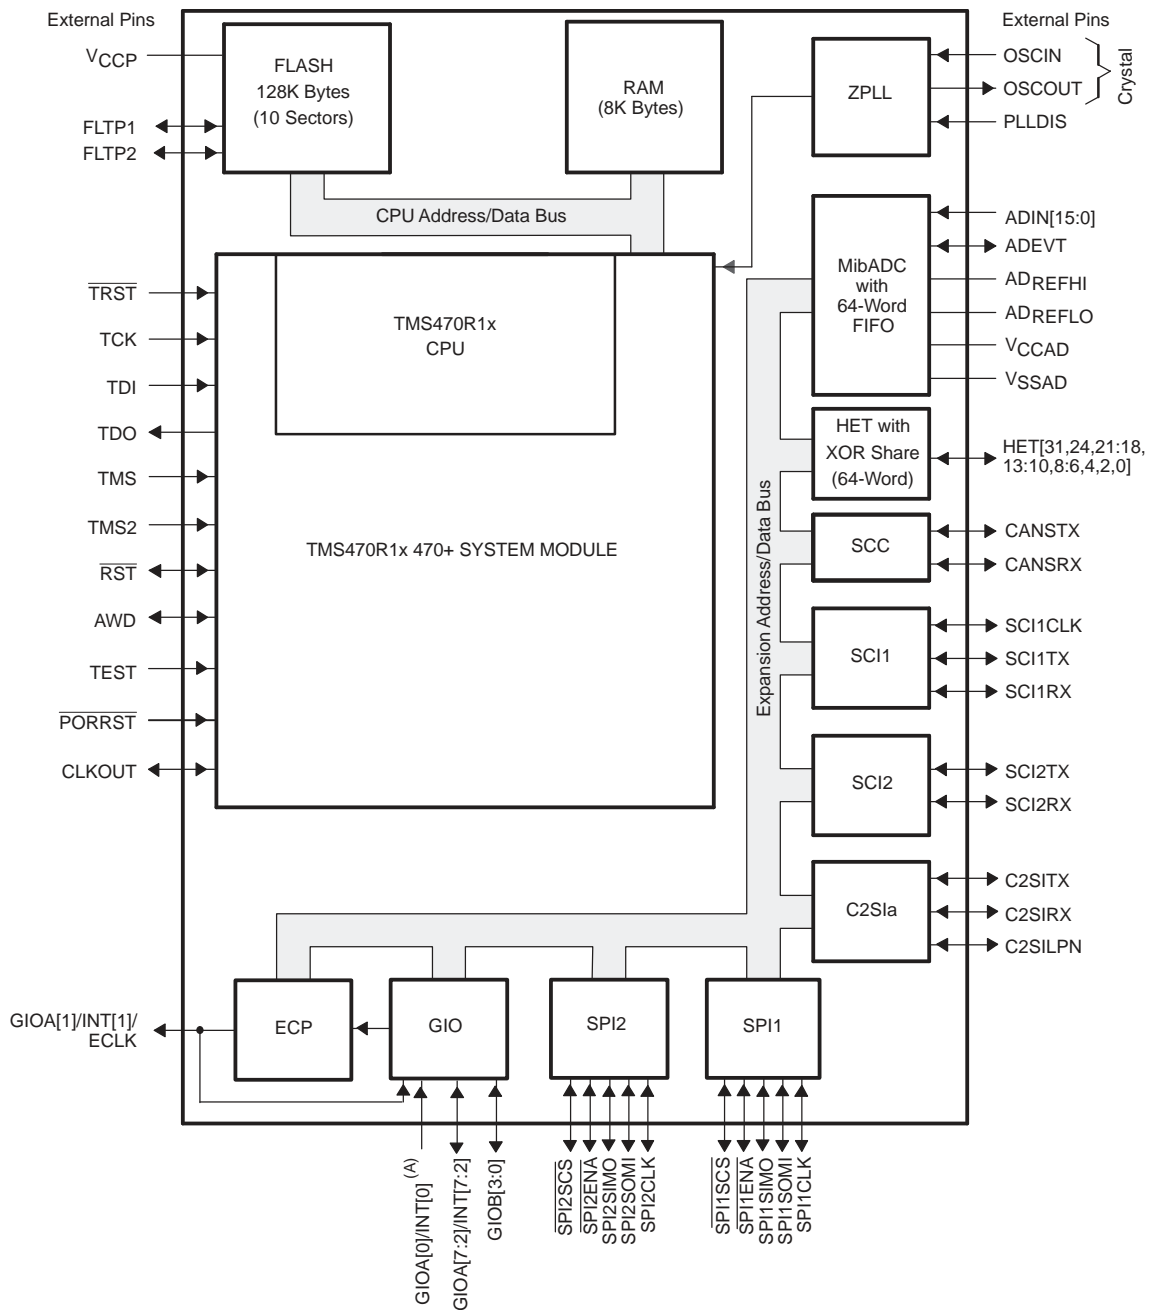 External Pins
External Pins
VCCP
FLASH
128K Bytes
(10 Sectors)
FLTP1
FLTP2
RAM
(8K Bytes)
ZPLL
OSCIN
OSCOUT
Crystal
PLLDIS
CPU Address/Data Bus
MibADC
with
64-Word
FIFO
ADIN[15:0]
ADEVT
ADREFHI
ADREFLO
VCCAD
VSSAD
TRST
TCK
TDI
TDO
TMS
TMS2
RST
AWD
TEST
PORRST
CLKOUT
TMS470R1x
CPU
TMS470R1x 470+ SYSTEM MODULE
Expansion Address/Data Bus
HET with
XOR Share
(64-Word)
HET[31,24,21:18,
13:10,8:6,4,2,0]
SCC
CANSTX
CANSRX
SCI1
SCI1CLK
SCI1TX
SCI1RX
SCI2
SCI2TX
SCI2RX
C2SIa
C2SITX
C2SIRX
C2SILPN
GIOA[1]/INT[1]/
ECLK
ECP
GIO
SPI2
SPI1
GIOA[0]/INT[0] (A)
GIOA[7:2]/INT[7:2]
GIOB[3:0]
SPI2SCS
SPI2ENA
SPI2SIMO
SPI2SOMI
SPI2CLK
SPI1SCS
SPI1ENA
SPI1SIMO
SPI1SOMI
SPI1CLK